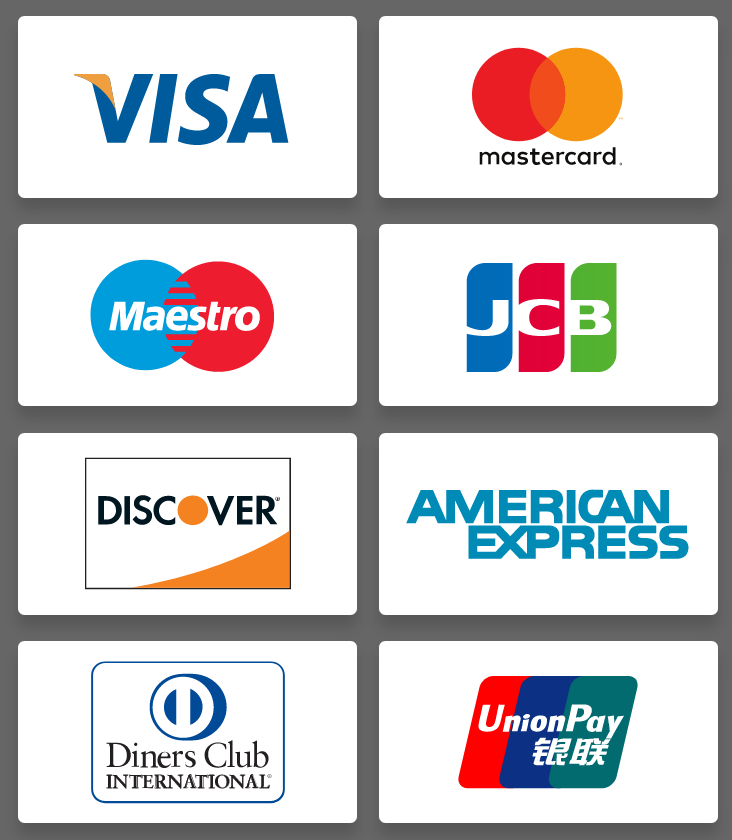 VISA
mastercard.
Maestro
JCB
DISCOVER
AMERICAN
EXPRESS
Diners Club
INTERNATIONAL®
UnionPay
银联